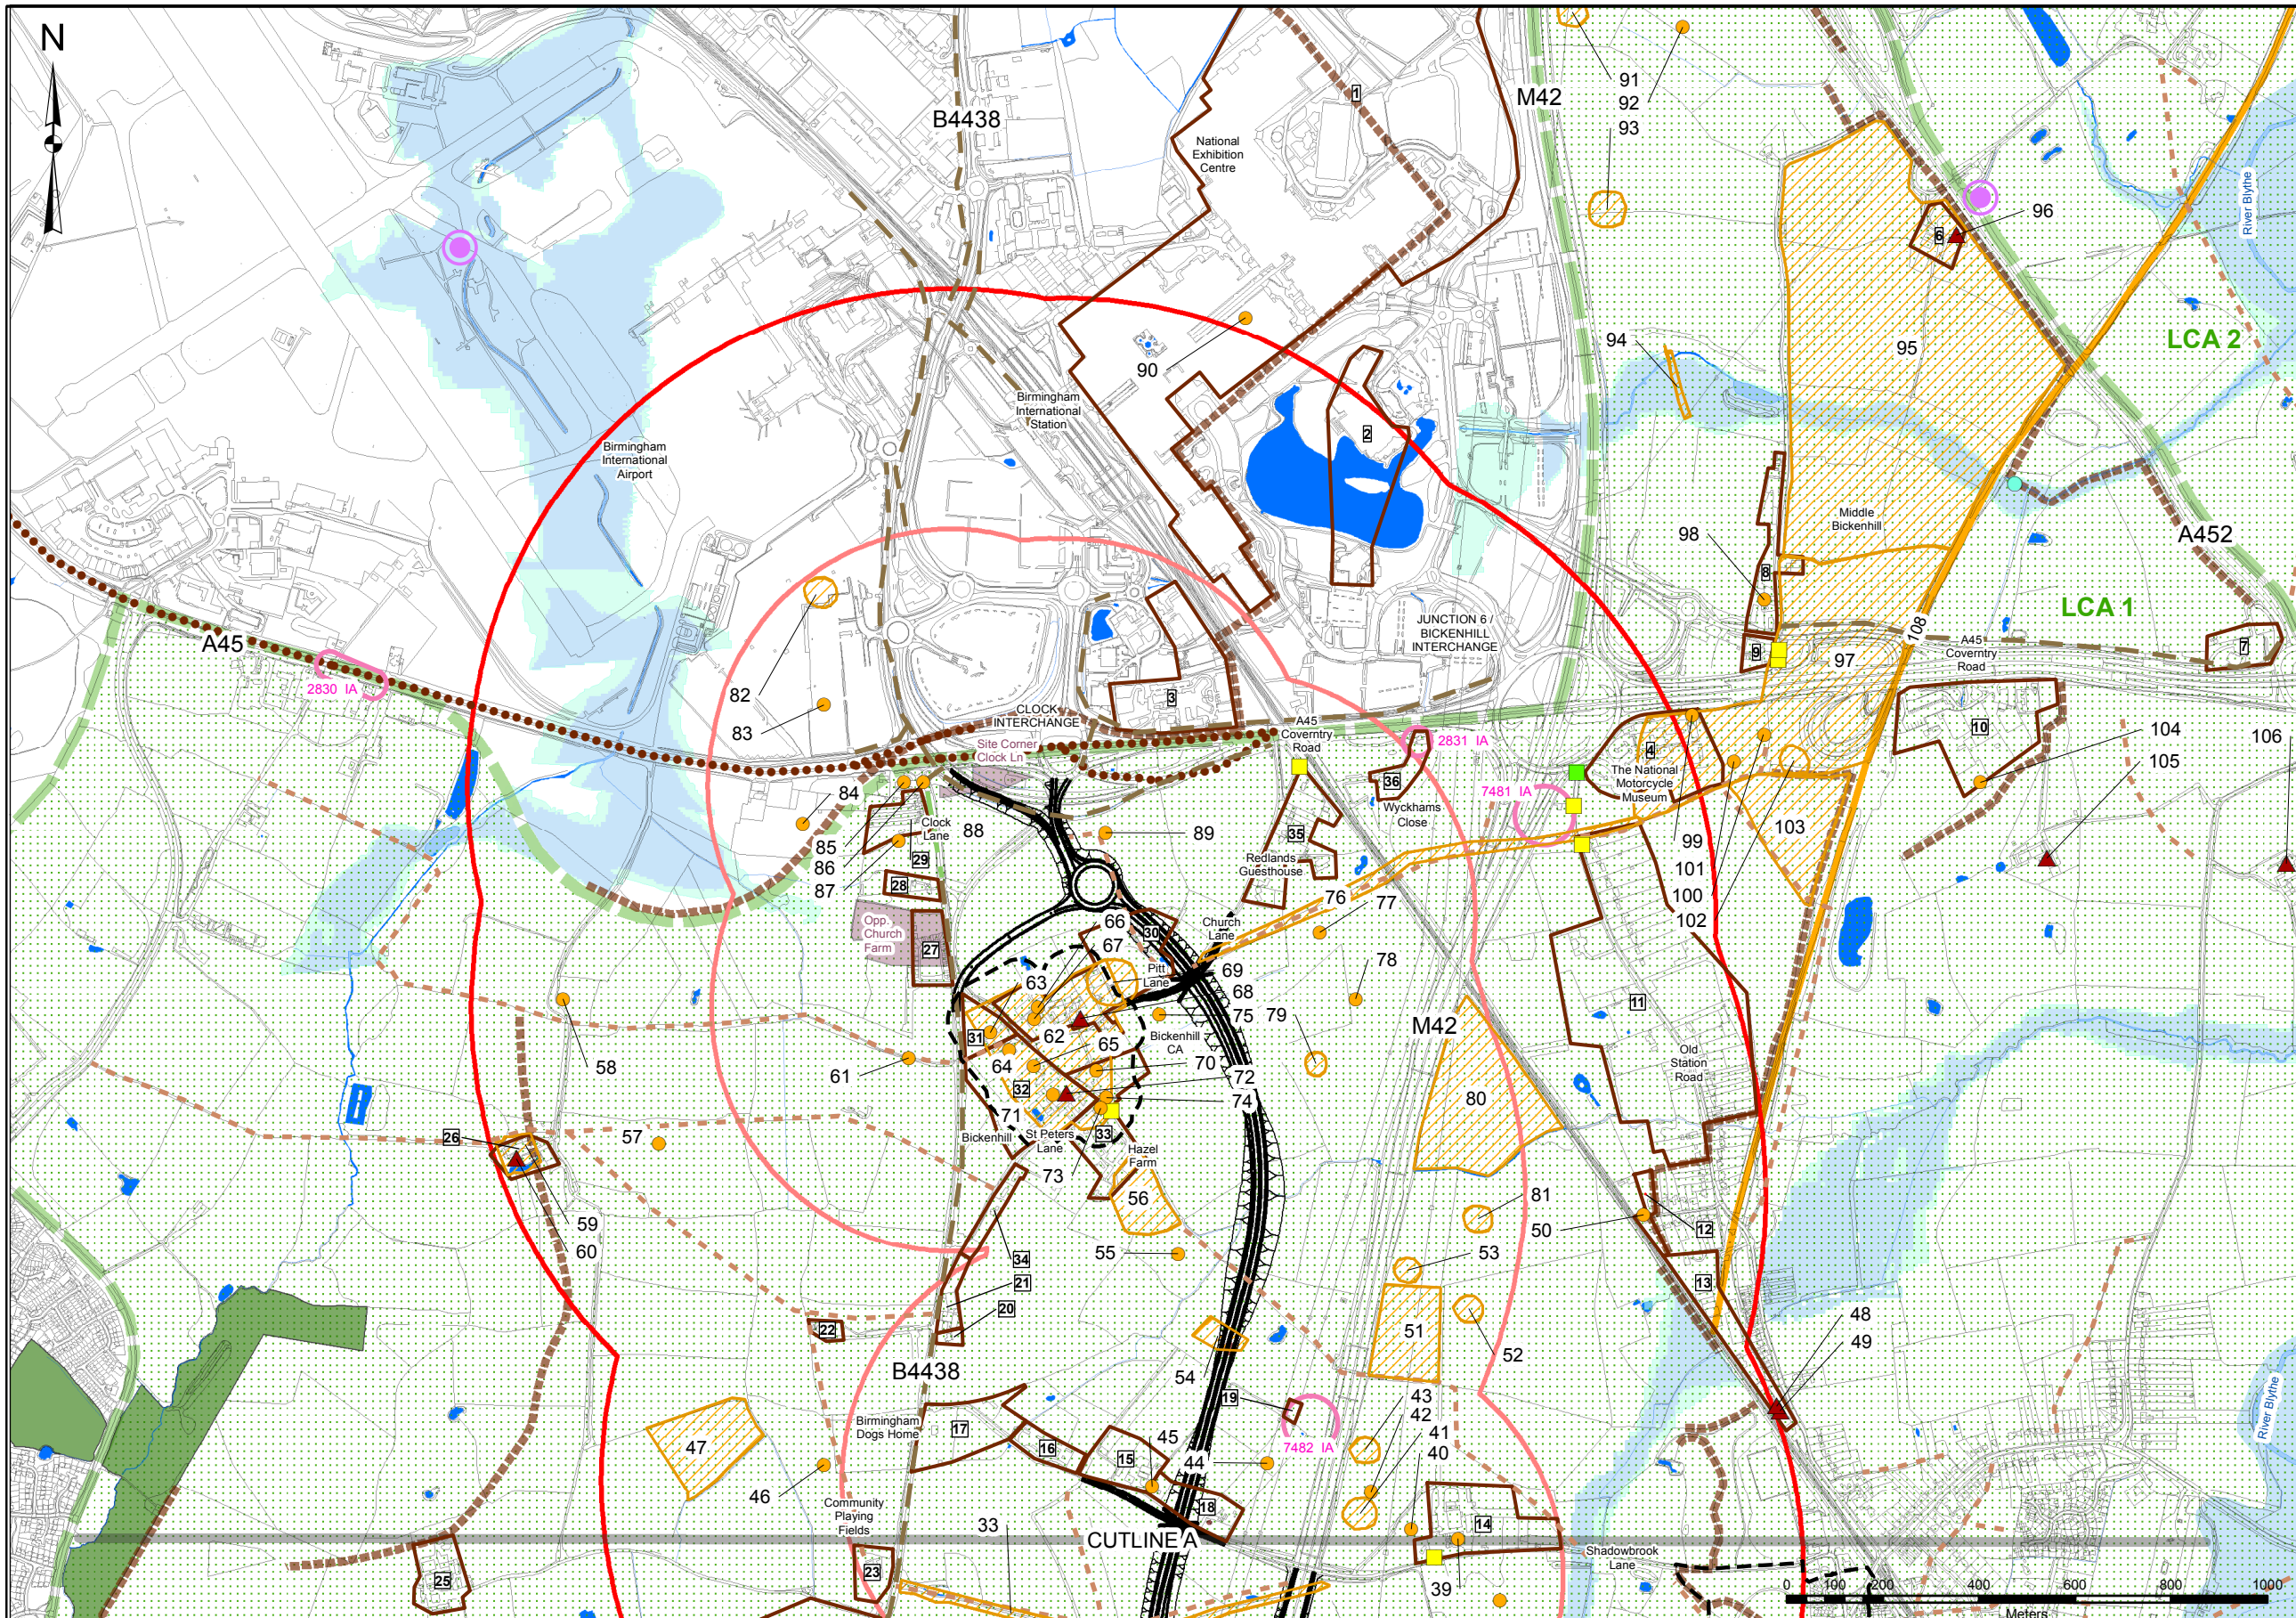 N
B4438
M42
National
Exhibition
Centre
1
91
92
93
River Blythe
96
6
LCA 2
95
94
90
Birmingham
International
Station
2
Birmingham
International
Airport
Middle
Bickenhill
98
8
A452
LCA 1
108
JUNCTION 6 /
BICKENHILL
INTERCHANGE
A45
2830 IA
82
83
3
CLOCK
INTERCHANGE
Site Corner
Clock Ln
A45
Coventry
Road
2831 IA
36
Wyckhams
Close
7481 IA
4
The National
Motorcycle
Museum
9
97
A45
Coverntry
Road
7
10
104
105
106
84
85
86
87
Clock
Lane
88
29
28
89
35
Redlands
Guesthouse
99
101
100
102
103
Opp.
Church
Farm
27
66
67
30
Church
Lane
76
77
Pitt
Lane
69
68
75
79
78
63
62
31
64
65
Bickenhill
CA
70
72
74
32
71
Bickenhill
St Peters
Lane
33
73
Hazel
Farm
56
M42
80
11
Old
Station
Road
58
61
57
26
59
60
55
34
21
20
22
81
50
53
12
13
52
51
48
49
B4438
54
19
7482 IA
43
42
41
40
47
46
Birmingham
Dogs Home
17
16
15
45
44
18
Community
Playing
Fields
33
CUTLINE A
14
39
Shadowbrook
Lane
River Blythe
25
23
0 100 200 400 600 800 1000
Meters